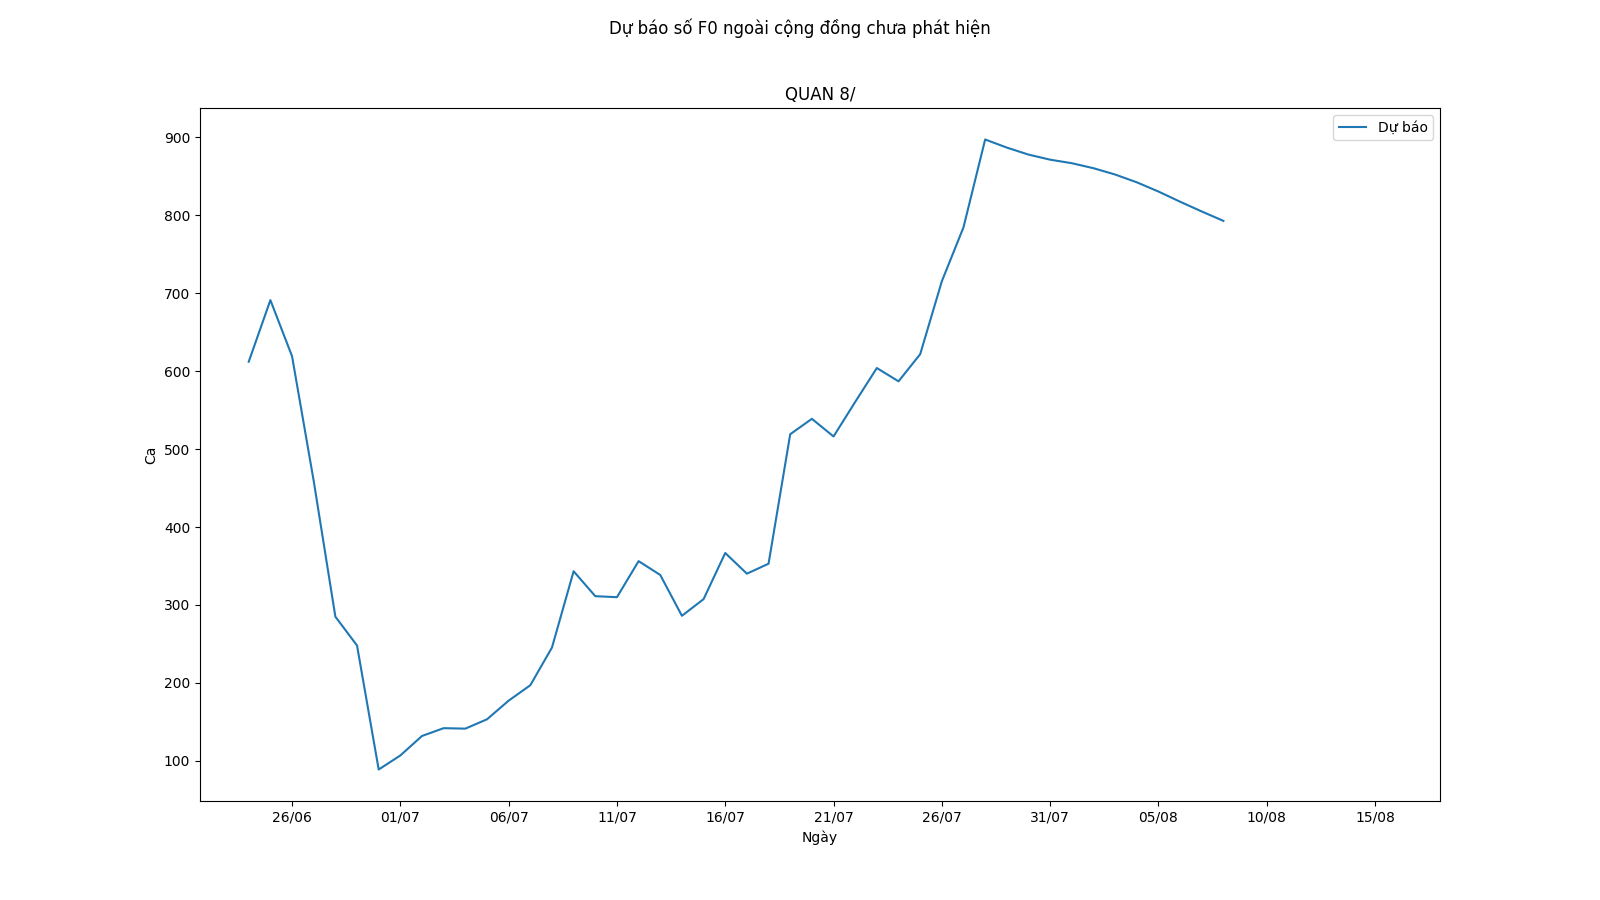 Dự báo số F0 ngoài cộng đồng chưa phát hiện
QUAN 8/
Dự báo
900
800
700
600
500
400
300
200
100
Ca
26/06 01/07 06/07 11/07 16/07 21/07 26/07 31/07 05/08 10/08 15/08
Ngày